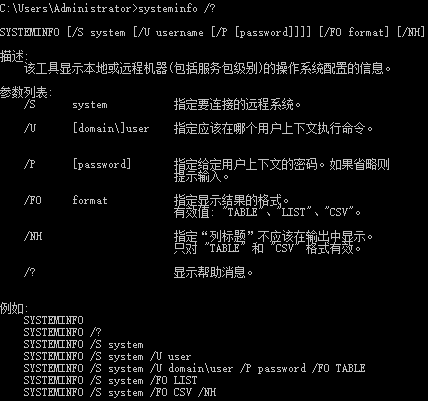 C:\Users\Administrator>systeminfo /?
SYSTEMINFO [/S system [/U username [/P [password]]]] [/FO format] [/NH]
描述:
该工具显示本地或远程机器(包括服务包级别)的操作系统配置的信息。
参数列表:
/S system 指定要连接的远程系统。
/U [domain\]user 指定应该在哪个用户上下文执行命令。
/P [password] 指定给定用户上下文的密码。如果省略则
提示输入。
/FO format 指定显示结果的格式。
有效值: "TABLE"、"LIST"、"CSV"。
/NH 指定“列标题”不应该在输出中显示。
只对 "TABLE" 和 "CSV" 格式有效。
/? 显示帮助消息。
例如:
SYSTEMINFO
SYSTEMINFO /?
SYSTEMINFO /S system
SYSTEMINFO /S system /U user
SYSTEMINFO /S system /U domain\user /P password /FO TABLE
SYSTEMINFO /S system /FO LIST
SYSTEMINFO /S system /FO CSV /NH